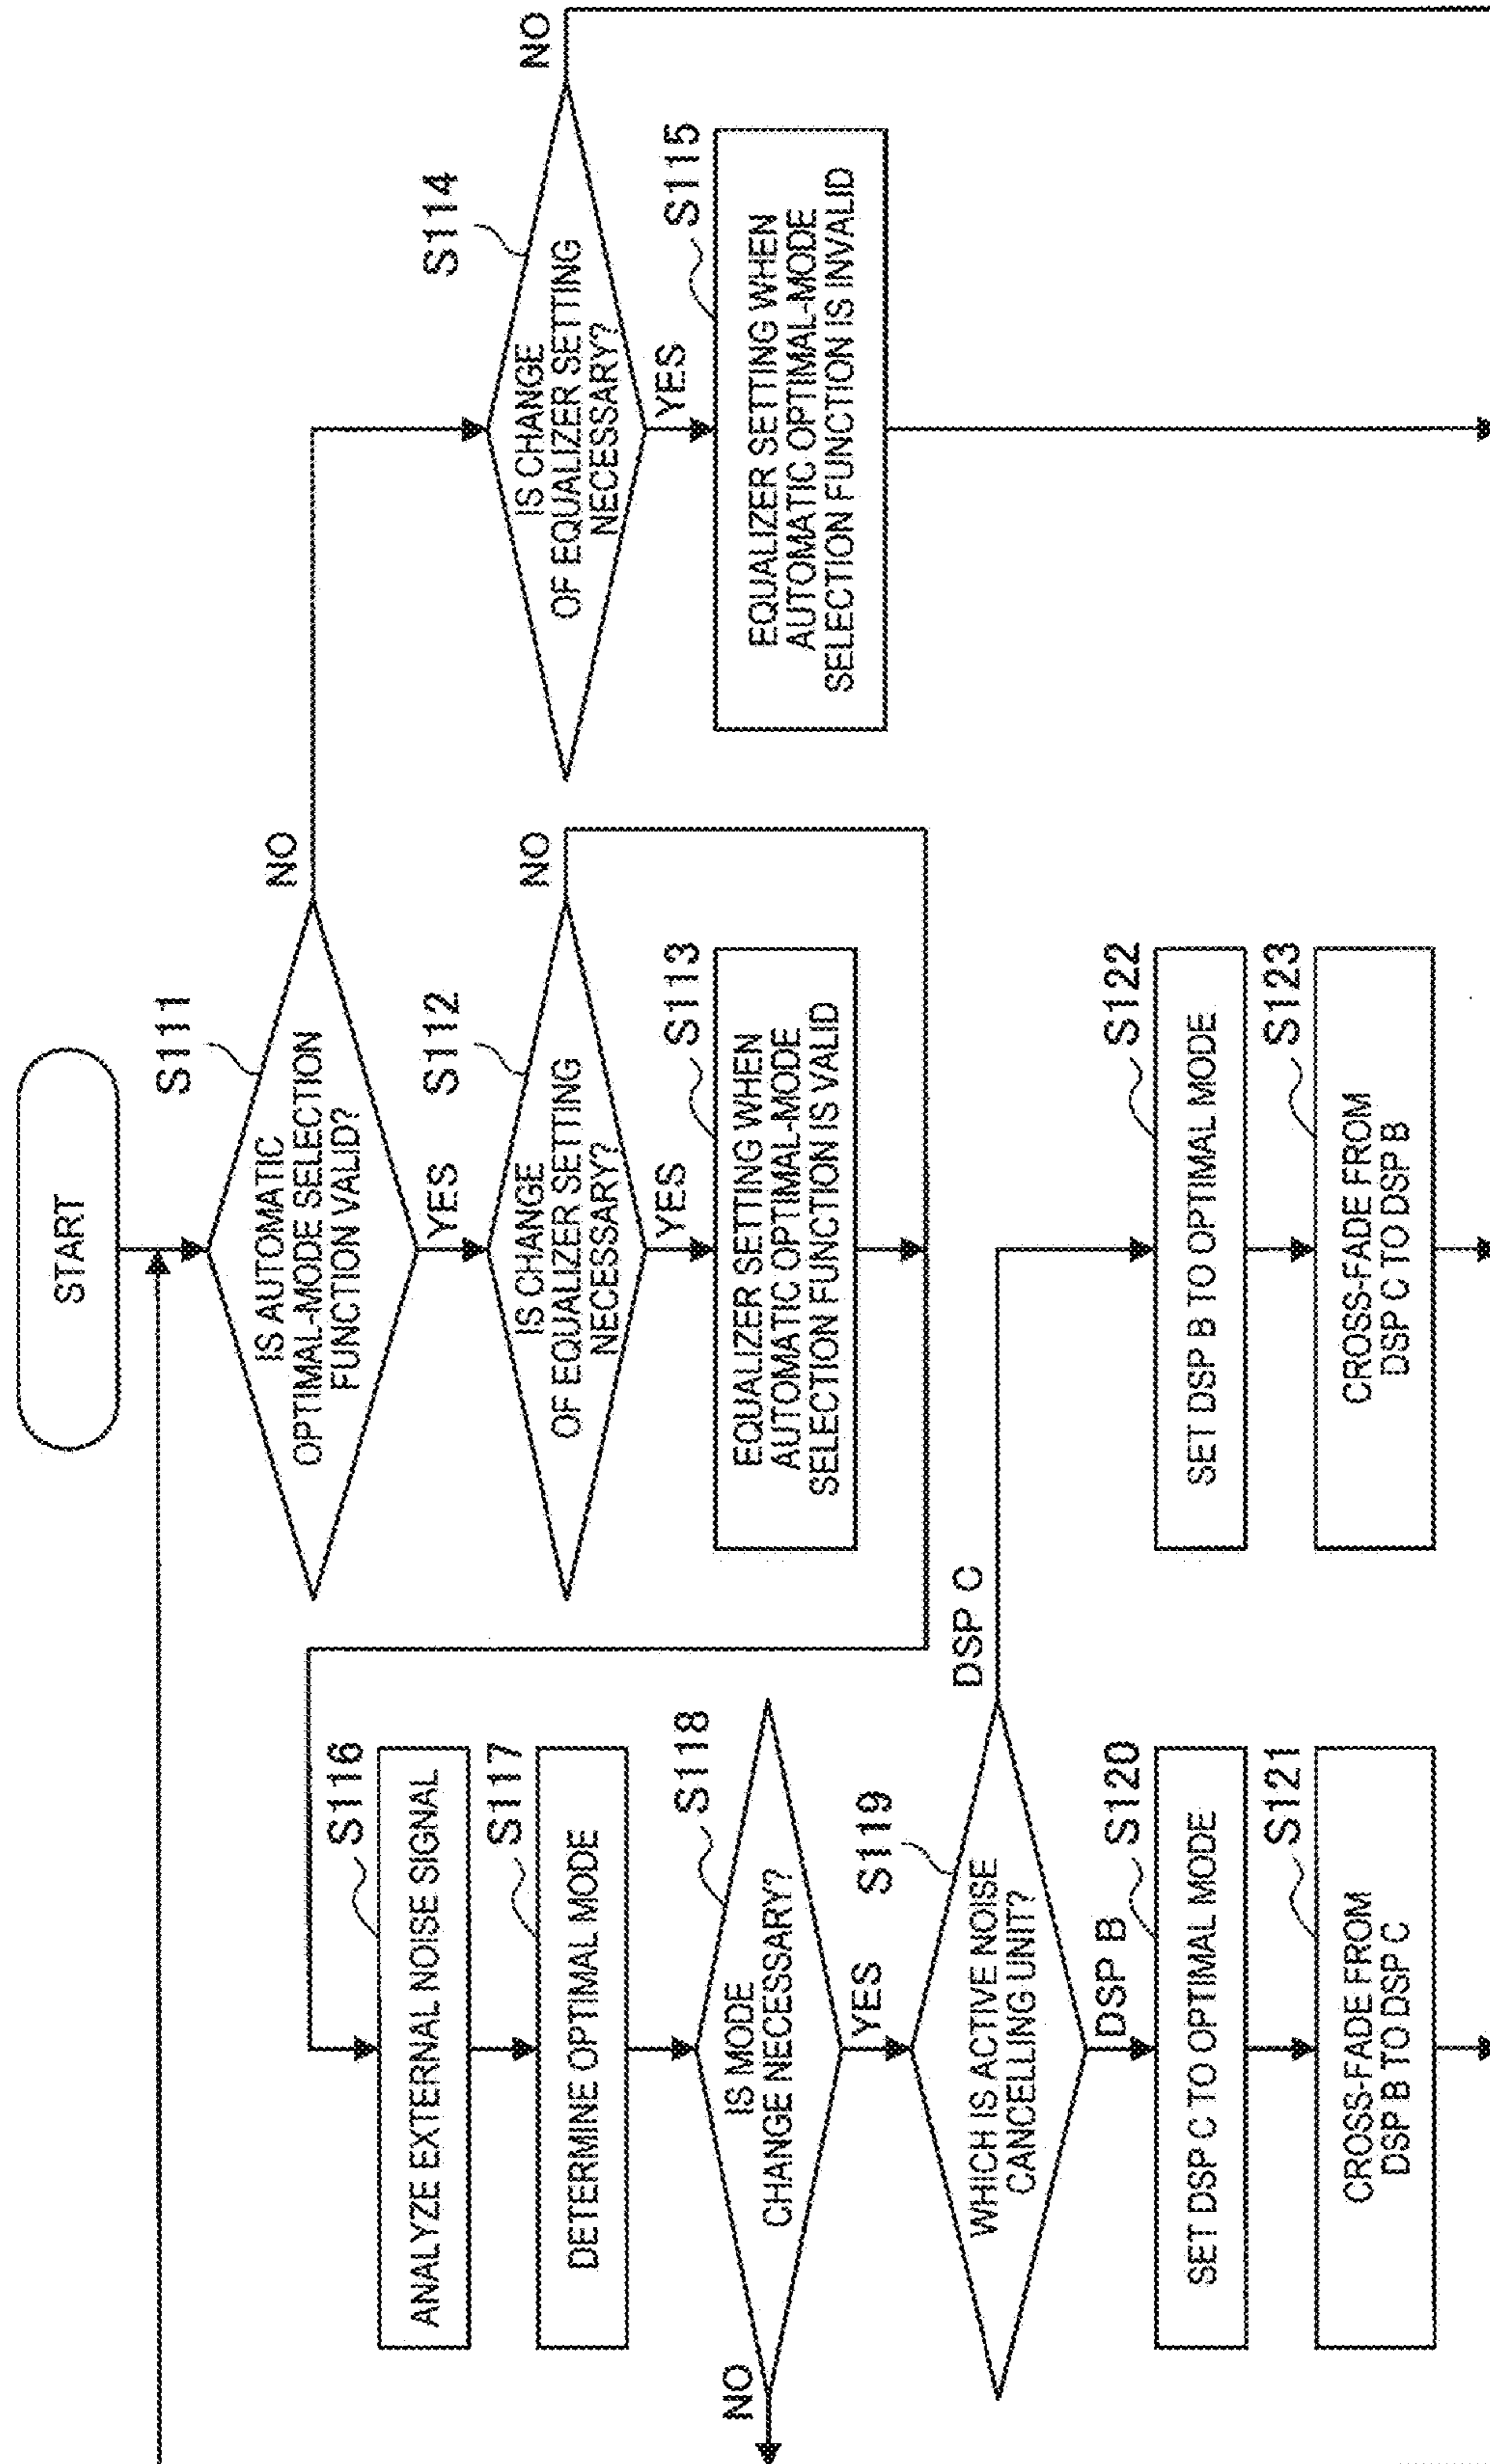 START
S111
IS AUTOMATIC
OPTIMAL-MODE SELECTION
FUNCTION VALID?
NO
YES
S112
IS CHANGE
OF EQUALIZER SETTING
NECESSARY?
NO
YES
S113
EQUALIZER SETTING WHEN
AUTOMATIC OPTIMAL-MODE
SELECTION FUNCTION IS VALID
S114
IS CHANGE
OF EQUALIZER SETTING
NECESSARY?
NO
YES
S115
EQUALIZER SETTING WHEN
AUTOMATIC OPTIMAL-MODE
SELECTION FUNCTION IS INVALID
S116
ANALYZE EXTERNAL NOISE SIGNAL
S117
DETERMINE OPTIMAL MODE
S118
IS MODE
CHANGE NECESSARY?
NO
YES
S119
WHICH IS ACTIVE NOISE
CANCELLING UNIT?
DSP C
DSP B
S120
SET DSP C TO OPTIMAL MODE
S121
CROSS-FADE FROM
DSP B TO DSP C
S122
SET DSP B TO OPTIMAL MODE
S123
CROSS-FADE FROM
DSP C TO DSP B